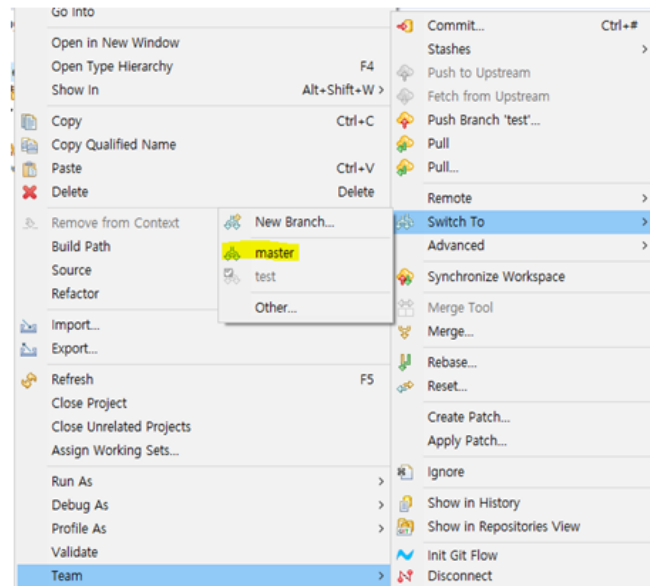 Go Into
Open in New Window
Open Type Hierarchy F4
Show In Alt+Shift+W >
Copy Ctrl+C
Copy Qualified Name
Paste Ctrl+V
Delete Delete
Remove from Context
Build Path
Source
Refactor
Import...
Export...
Refresh F5
Close Project
Close Unrelated Projects
Assign Working Sets...
Run As >
Debug As >
Profile As >
Validate
Team >
New Branch...
master
test
Other...
Commit... Ctrl+#
Stashes >
Push to Upstream
Fetch from Upstream
Push Branch 'test'...
Pull
Pull...
Remote >
Switch To >
Advanced >
Synchronize Workspace
Merge Tool
Merge...
Rebase...
Reset...
Create Patch...
Apply Patch...
Ignore
Show in History
Show in Repositories View
Init Git Flow
Disconnect